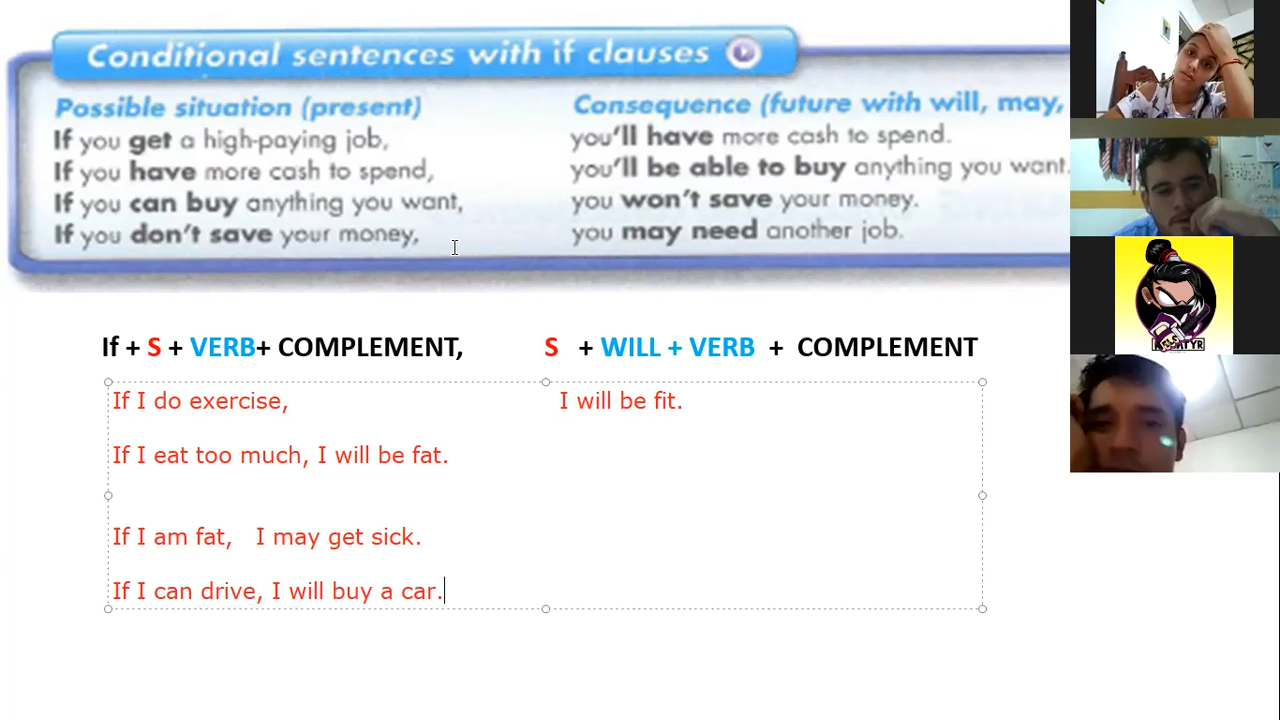 Conditional sentences with if clauses
Possible situation (present) Consequence (future with will, may,
If you get a high-paying job, you'll have more cash to spend.
If you have more cash to spend, you'll be able to buy anything you want.
If you can buy anything you want, you won't save your money.
If you don't save your money, you may need another job.
If + S + VERB+ COMPLEMENT, S + WILL + VERB + COMPLEMENT
If I do exercise, I will be fit.
If I eat too much, I will be fat.
If I am fat, I may get sick.
If I can drive, I will buy a car.